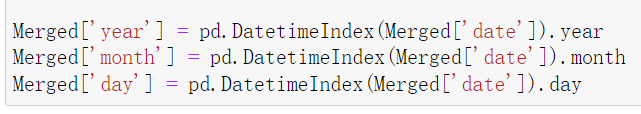 Merged['year'] = pd.DatetimeIndex(Merged['date']).year
Merged['month'] = pd.DatetimeIndex(Merged['date']).month
Merged['day'] = pd.DatetimeIndex(Merged['date']).day